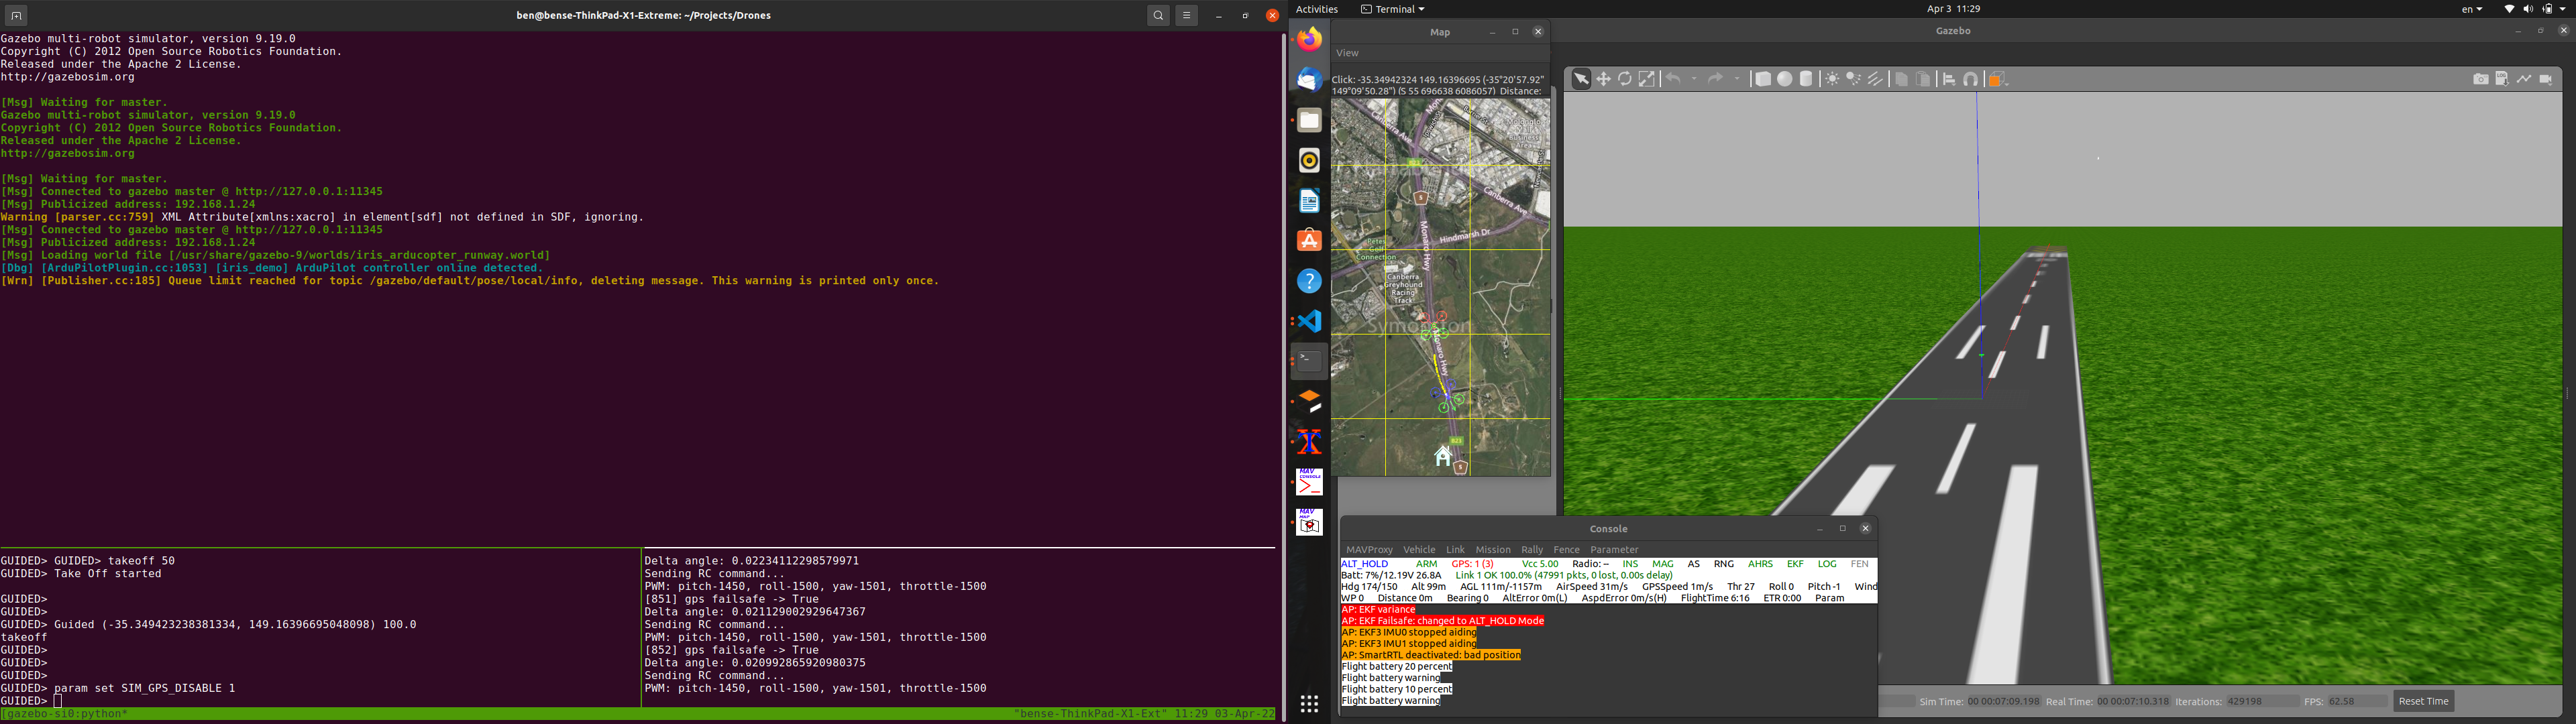 ben@bense-ThinkPad-X1-Extreme: ~/Projects/Drones
Gazebo multi-robot simulator, version 9.19.0
Copyright (C) 2012 Open Source Robotics Foundation.
Released under the Apache 2 License.
http://gazebosim.org
[Msg] Waiting for master.
Gazebo multi-robot simulator, version 9.19.0
Copyright (C) 2012 Open Source Robotics Foundation.
Released under the Apache 2 License.
http://gazebosim.org
[Msg] Waiting for master.
[Msg] Connected to gazebo master @ http://127.0.0.1:11345
[Msg] Publicized address: 192.168.1.24
Warning [parser.cc:759] XML Attribute[xmlns:xacro] in element[sdf] not defined in SDF, ignoring.
[Msg] Connected to gazebo master @ http://127.0.0.1:11345
[Msg] Publicized address: 192.168.1.24
[Msg] Loading world file [/usr/share/gazebo-9/worlds/iris_arducopter_runway.world]
[Dbg] [ArduPilotPlugin.cc:1053] [iris_demo] ArduPilot controller online detected.
[Wrn] [Publisher.cc:185] Queue limit reached for topic /gazebo/default/pose/local/info, deleting message. This warning is printed only once.
GUIDED> GUIDED> takeoff 50
GUIDED> Take Off started
GUIDED>
GUIDED>
GUIDED> Guided (-35.349423238381334, 149.16396695048098) 100.0
takeoff
GUIDED>
GUIDED>
GUIDED>
GUIDED> param set SIM_GPS_DISABLE 1
GUIDED>
Delta angle: 0.02234112298579971
Sending RC command...
PWM: pitch-1450, roll-1500, yaw-1501, throttle-1500
[851] gps failsafe -> True
Delta angle: 0.021129002929647367
Sending RC command...
PWM: pitch-1450, roll-1500, yaw-1501, throttle-1500
[852] gps failsafe -> True
Delta angle: 0.020992865920980375
Sending RC command...
PWM: pitch-1450, roll-1500, yaw-1501, throttle-1500
[gazebo-si0:python* "bense-ThinkPad-X1-Ext" 11:29 03-Apr-22
Activities Terminal Apr 3 11:29 en
Map
View
Click: -35.34942324 149.16396695 (-35°20'57.92"
149°09'50.28") (S 55 696638 6086057) Distance:
Canberra Ave
Canberra Ave
Hindmarsh Dr
Monaro Hwy
Petes
Golf
Connection
Canberra
Greyhound
Racing
Track
Symonston
Monaro Hwy
B23
MAV
CONSOLE
MAV
MAP
Gazebo
Console
MAVProxy Vehicle Link Mission Rally Fence Parameter
ALT_HOLD ARM GPS: 1 (3) Vcc 5.00 Radio: -- INS MAG AS RNG AHRS EKF LOG FEN
Batt: 7%/12.19V 26.8A Link 1 OK 100.0% (47991 pkts, 0 lost, 0.00s delay)
Hdg 174/150 Alt 99m AGL 111m/-1157m AirSpeed 31m/s GPSSpeed 1m/s Thr 27 Roll 0 Pitch -1 Wind
WP 0 Distance 0m Bearing 0 AltError 0m(L) AspdError 0m/s(H) FlightTime 6:16 ETR 0:00 Param
AP: EKF variance
AP: EKF Failsafe: changed to ALT_HOLD Mode
AP: EKF3 IMU0 stopped aiding
AP: EKF3 IMU1 stopped aiding
AP: SmartRTL deactivated: bad position
Flight battery 20 percent
Flight battery warning
Flight battery 10 percent
Flight battery warning
Sim Time: 00 00:07:09.198 Real Time: 00 00:07:10.318 Iterations: 429198 FPS: 62.58 Reset Time